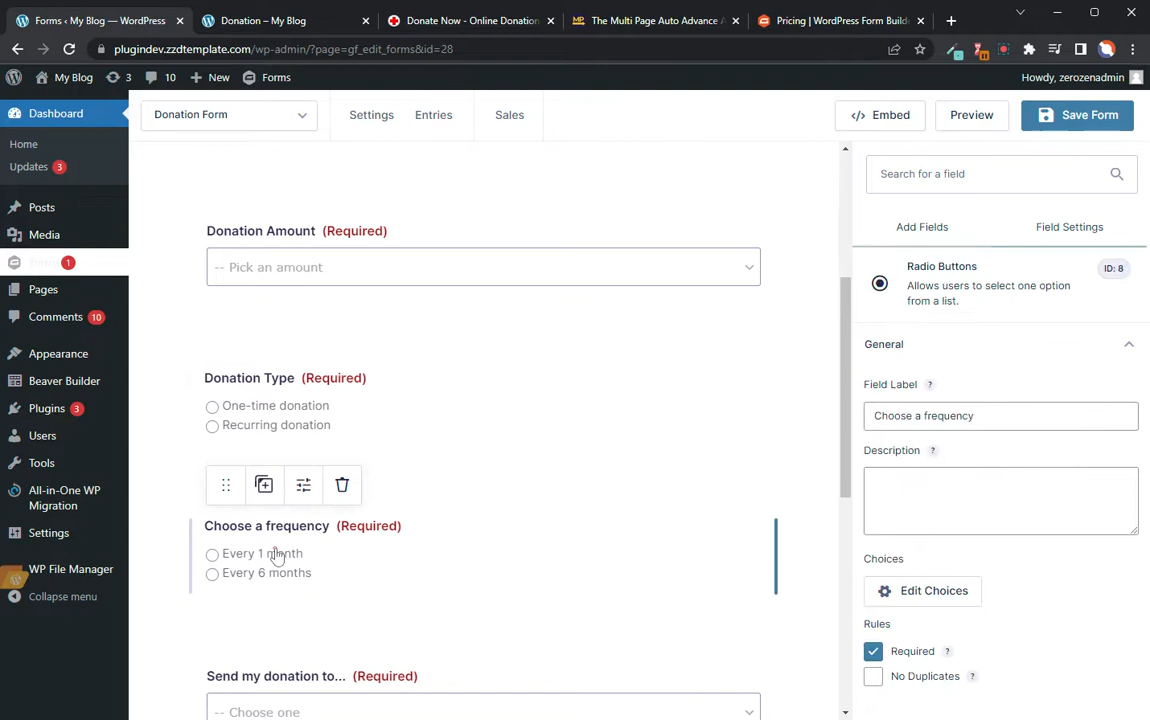 Forms ‹ My Blog — WordPress
Donation – My Blog
Donate Now - Online Donation
The Multi Page Auto Advance
Pricing | WordPress Form Build
plugindev.zzdtemplate.com/wp-admin/?page=gf_edit_forms&id=28
My Blog
3
10
New
Forms
Howdy, zerozenadmin
Dashboard
Home
Updates 3
Posts
Media
1
Pages
Comments 10
Appearance
Beaver Builder
Plugins 3
Users
Tools
All-in-One WP
Migration
Settings
WP File Manager
Collapse menu
Donation Form
Settings
Entries
Sales
Embed
Preview
Save Form
Donation Amount (Required)
-- Pick an amount
Donation Type (Required)
One-time donation
Recurring donation
Choose a frequency (Required)
Every 1 month
Every 6 months
Send my donation to... (Required)
-- Choose one
Search for a field
Add Fields
Field Settings
Radio Buttons
ID: 8
Allows users to select one option
from a list.
General
Field Label ?
Choose a frequency
Description ?
Choices
Edit Choices
Rules
Required ?
No Duplicates ?